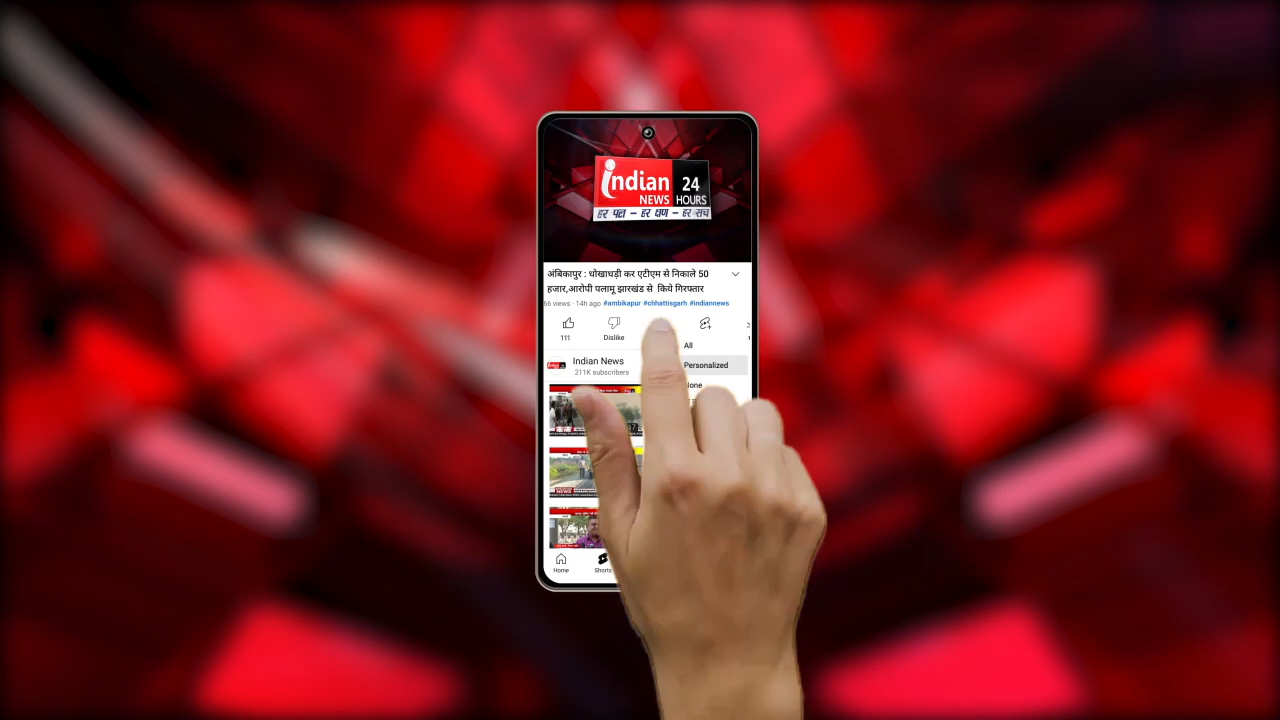 indian
NEWS
24
HOURS
हर पल – हर क्षण – हर सच
अंबिकापुर : धोखाधड़ी कर एटीएम से निकाले 50
हजार,आरोपी पलामू झारखंड से किये गिरफ्तार
66 views · 14h ago #ambikapur #chhattisgarh #indiannews
111
Dislike
All
Personalized
Indian News
211K subscribers
NEWS
Home
Shorts